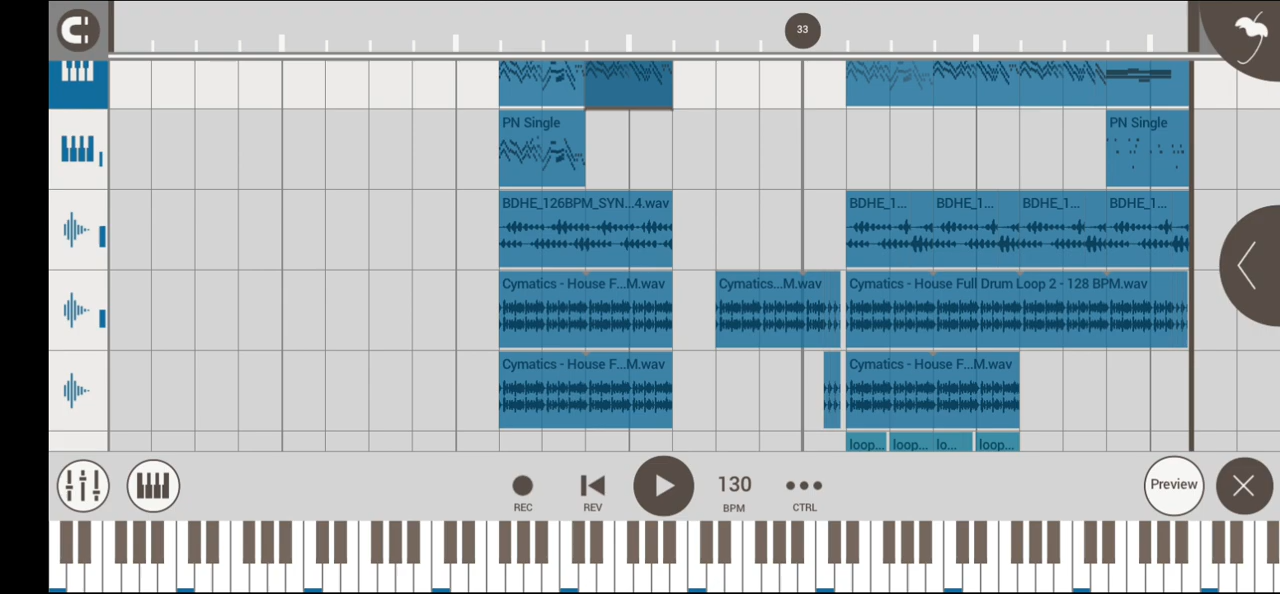 33
PN Single
PN Single
BDHE_126BPM_SYN...4.wav
BDHE_1...
BDHE_1...
BDHE_1...
BDHE_1...
Cymatics - House F...M.wav
Cymatics...M.wav
Cymatics - House Full Drum Loop 2 - 128 BPM.wav
Cymatics - House F...M.wav
Cymatics - House F...M.wav
loop...
loop...
lo...
loop...
REC
REV
130
BPM
CTRL
Preview